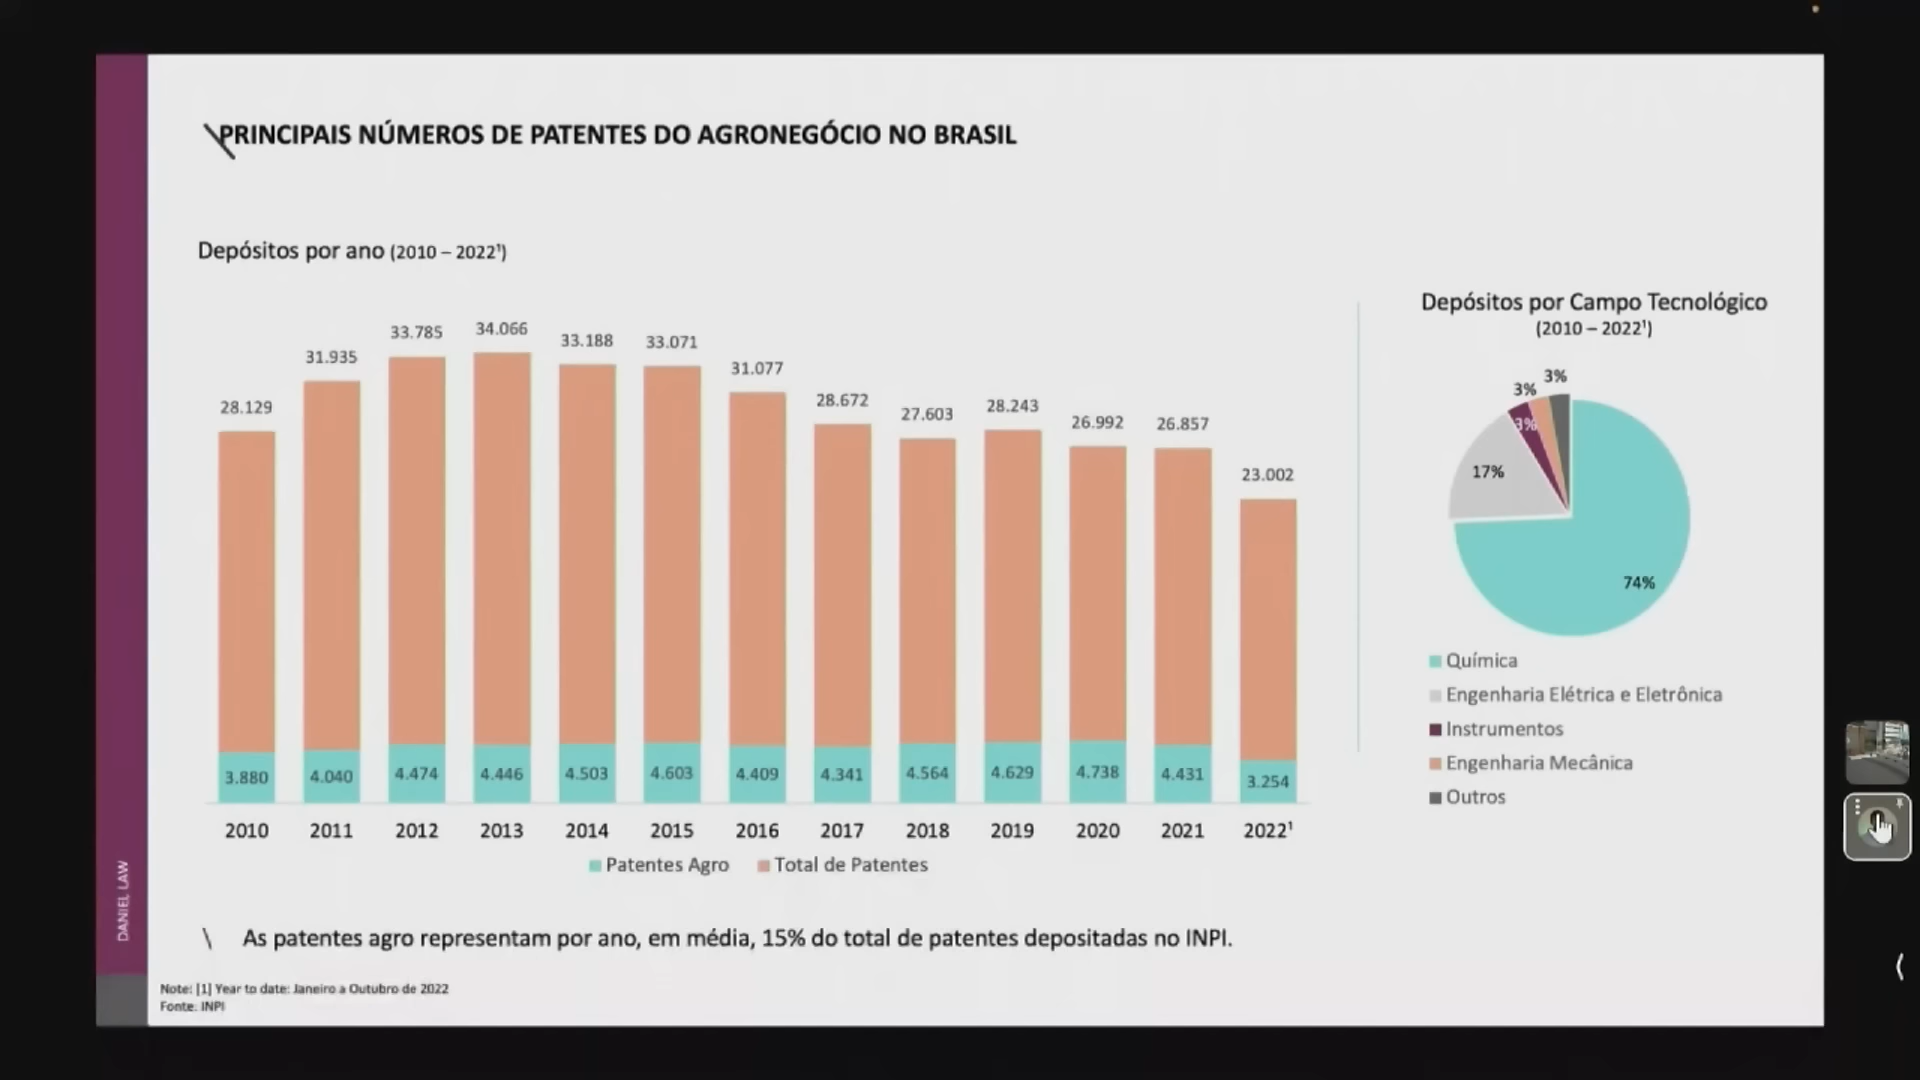 PRINCIPAIS NÚMEROS DE PATENTES DO AGRONEGÓCIO NO BRASIL
Depósitos por ano (2010 – 2022¹)
28.129
31.935
33.785
34.066
33.188
33.071
31.077
28.672
27.603
28.243
26.992
26.857
23.002
3.880
4.040
4.474
4.446
4.503
4.603
4.409
4.341
4.564
4.629
4.738
4.431
3.254
2010
2011
2012
2013
2014
2015
2016
2017
2018
2019
2020
2021
2022¹
Patentes Agro
Total de Patentes
Depósitos por Campo Tecnológico
(2010 – 2022¹)
3%
3%
3%
17%
74%
Química
Engenharia Elétrica e Eletrônica
Instrumentos
Engenharia Mecânica
Outros
As patentes agro representam por ano, em média, 15% do total de patentes depositadas no INPI.
DANIEL LAW
Note: [1] Year to date: Janeiro a Outubro de 2022
Fonte: INPI